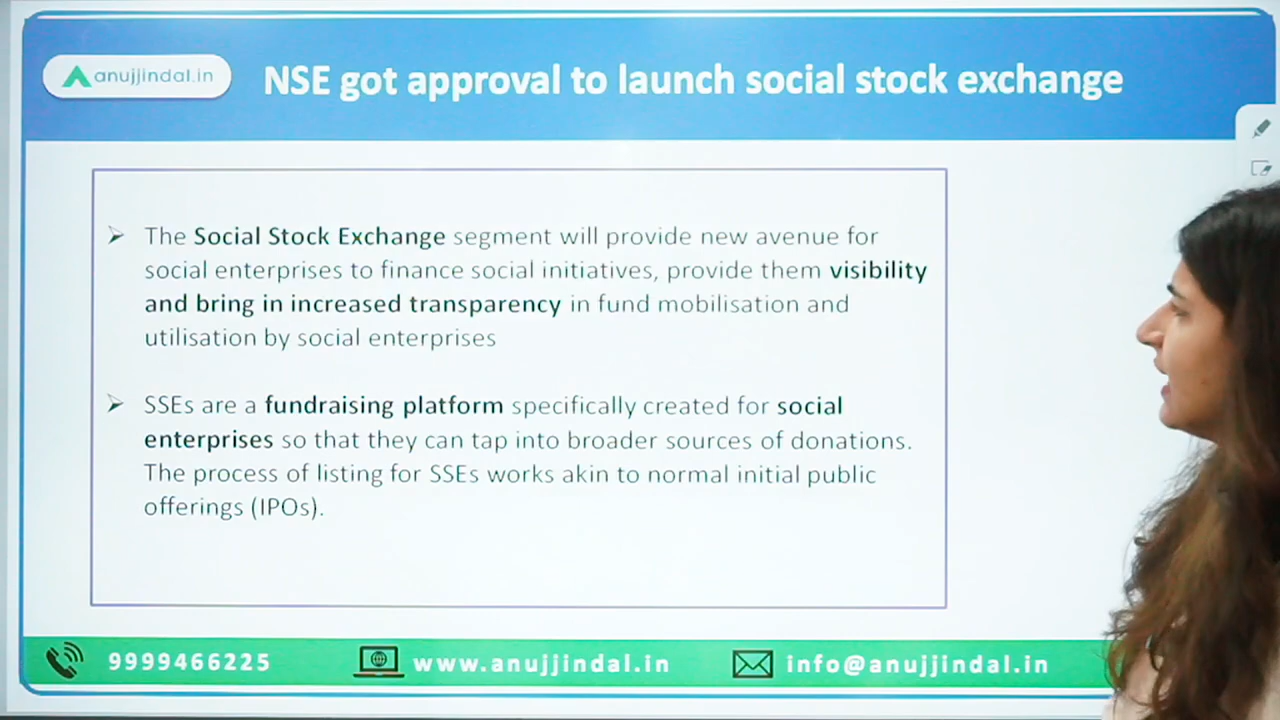 anujjindal.in
NSE got approval to launch social stock exchange
The Social Stock Exchange segment will provide new avenue for
social enterprises to finance social initiatives, provide them visibility
and bring in increased transparency in fund mobilisation and
utilisation by social enterprises
SSEs are a fundraising platform specifically created for social
enterprises so that they can tap into broader sources of donations.
The process of listing for SSEs works akin to normal initial public
offerings (IPOs).
9999466225
www.anujjindal.in
info@anujjindal.in